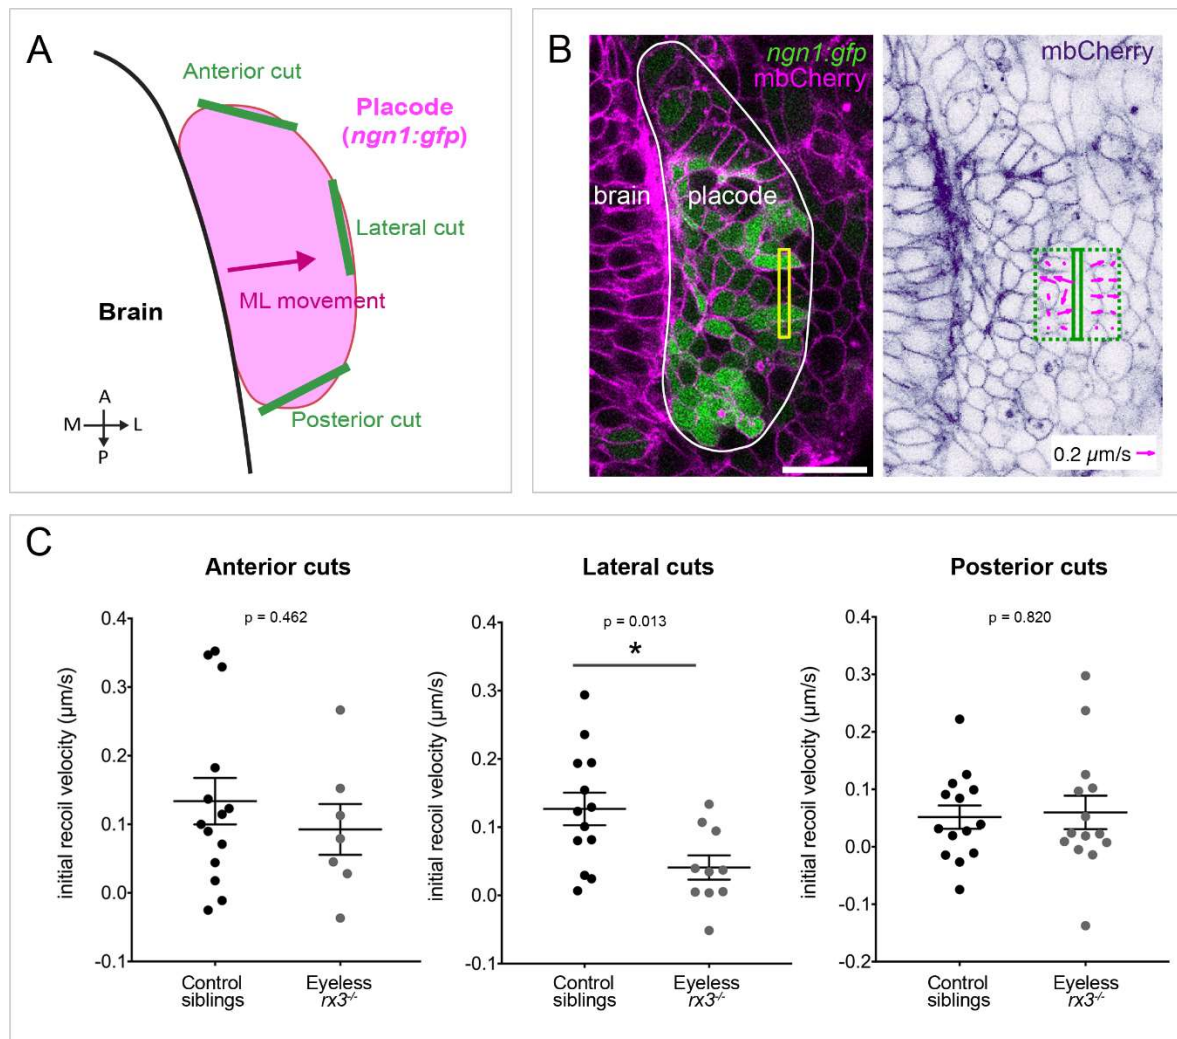 A
Anterior cut
Placode
(ngn1:gfp)
Lateral cut
ML movement
Brain
A
M L
P
Posterior cut
B
ngn1:gfp
mbCherry
brain placode
mbCherry
0.2 µm/s
C
Anterior cuts
p = 0.462
initial recoil velocity (µm/s)
0.4
0.3
0.2
0.1
0.0
-0.1
Control
siblings
Eyeless
rx3-/-
Lateral cuts
p = 0.013
*
initial recoil velocity (µm/s)
0.4
0.3
0.2
0.1
0.0
-0.1
Control
siblings
Eyeless
rx3-/-
Posterior cuts
p = 0.820
initial recoil velocity (µm/s)
0.4
0.3
0.2
0.1
0.0
-0.1
-0.2
Control
siblings
Eyeless
rx3-/-